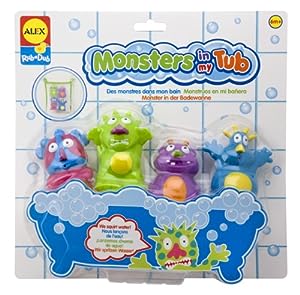 ALEX
Rub a Dub
Monsters in my Tub
6m+
Des monstres dans mon bain Monstruos en mi bañera
Monster in der Badewanne
We squirt water!
Nous lançons
de l'eau!
¡Lanzamos chorros
de agua!
Wir spritzen Wasser!